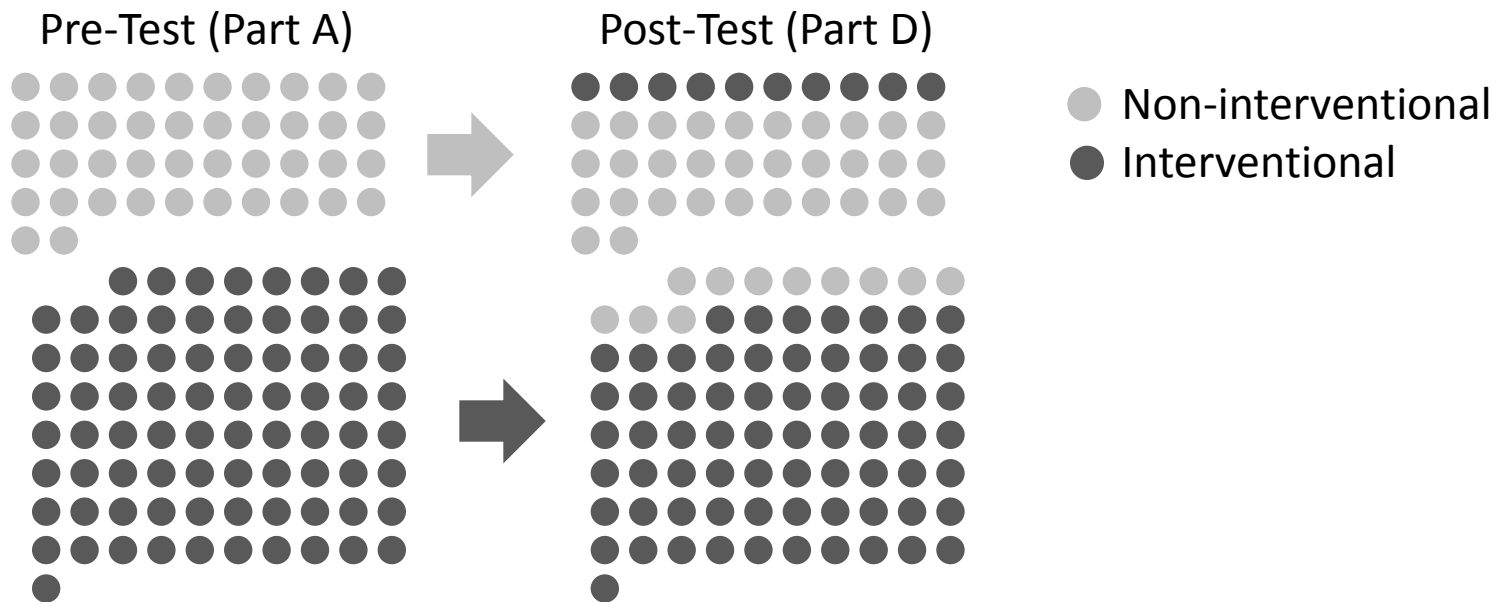 Pre-Test (Part A)
Post-Test (Part D)
Non-interventional
Interventional